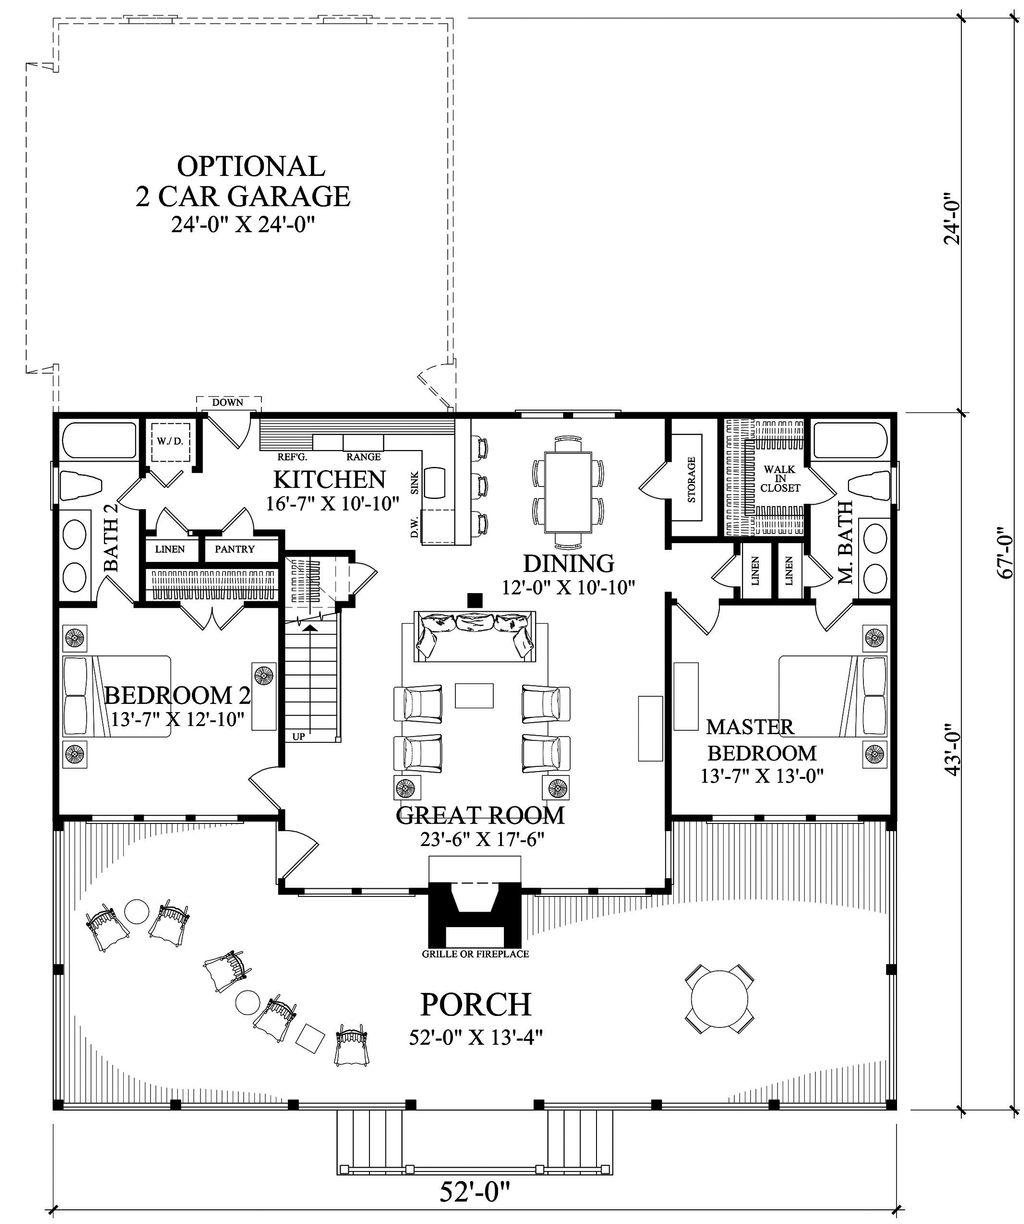 OPTIONAL
2 CAR GARAGE
24'-0" X 24'-0"
24'-0"
67'-0"
DOWN
W./ D.
REF'G.
RANGE
KITCHEN
16'-7" X 10'-10"
SINK
D.W.
STORAGE
WALK
IN
CLOSET
BATH 2
LINEN
PANTRY
DINING
12'-0" X 10'-10"
LINEN
LINEN
M. BATH
BEDROOM 2
13'-7" X 12'-10"
UP
MASTER
BEDROOM
13'-7" X 13'-0"
43'-0"
GREAT ROOM
23'-6" X 17'-6"
GRILLE OR FIREPLACE
PORCH
52'-0" X 13'-4"
52'-0"